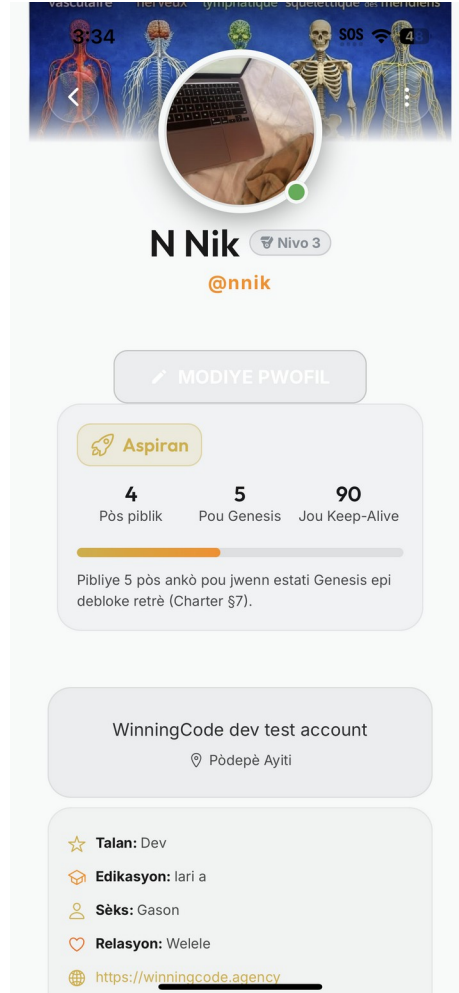 vasculaire nerveux lymphatique squelettique des méridiens
3:34 SOS
N Nik Nivo 3
@nnik
MODIYE PWOFIL
Aspiran
4 5 90
Pòs piblik Pou Genesis Jou Keep-Alive
Pibliye 5 pòs ankò pou jwenn estati Genesis epi
debloke retrè (Charter §7).
WinningCode dev test account
Pòdepè Ayiti
Talan: Dev
Edikasyon: Iari a
Sèks: Gason
Relasyon: Welele
https://winningcode.agency